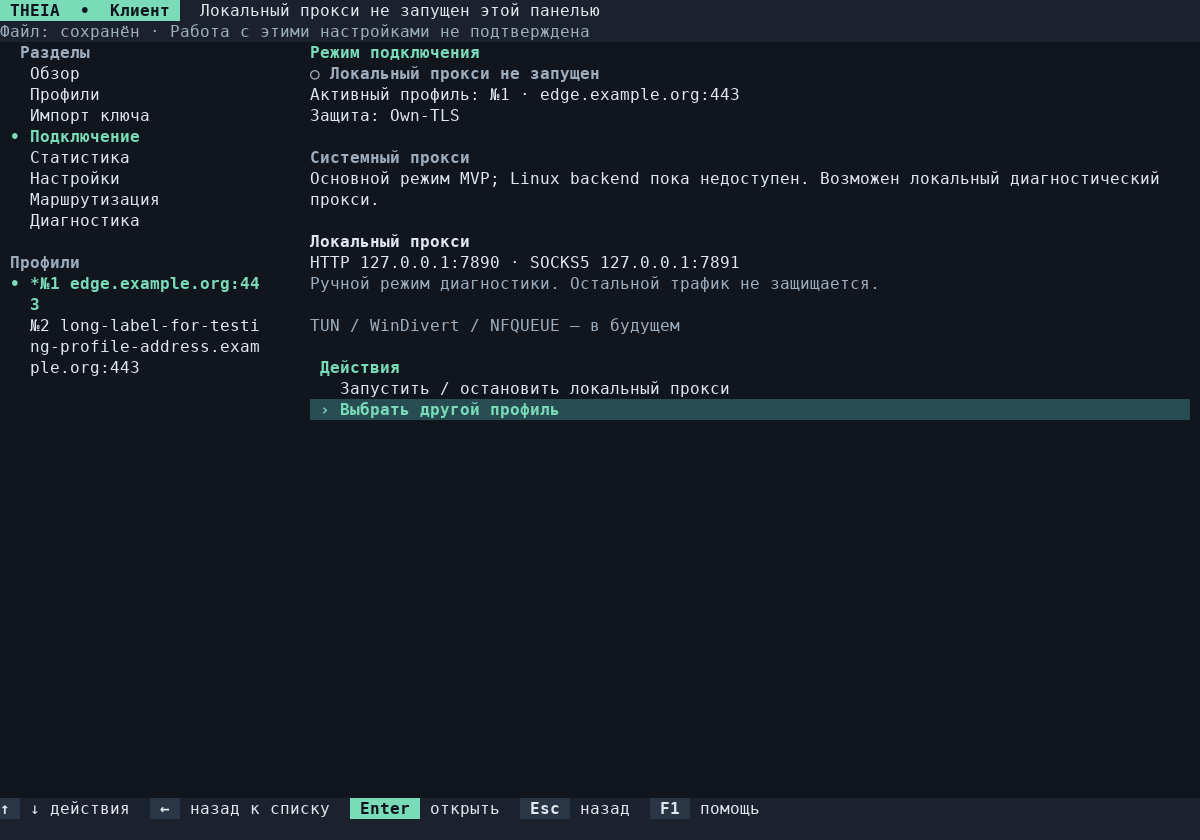 THEIA • Клиент Локальный прокси не запущен этой панелью
Файл: сохранён · Работа с этими настройками не подтверждена
Разделы
Обзор
Профили
Импорт ключа
• Подключение
Статистика
Настройки
Маршрутизация
Диагностика
Профили
• *№1 edge.example.org:44
3
№2 long-label-for-testi
ng-profile-address.exam
ple.org:443
Режим подключения
○ Локальный прокси не запущен
Активный профиль: №1 · edge.example.org:443
Защита: Own-TLS
Системный прокси
Основной режим MVP; Linux backend пока недоступен. Возможен локальный диагностический
прокси.
Локальный прокси
HTTP 127.0.0.1:7890 · SOCKS5 127.0.0.1:7891
Ручной режим диагностики. Остальной трафик не защищается.
TUN / WinDivert / NFQUEUE — в будущем
Действия
Запустить / остановить локальный прокси
› Выбрать другой профиль
↑ ↓ действия ← назад к списку Enter открыть Esc назад F1 помощь